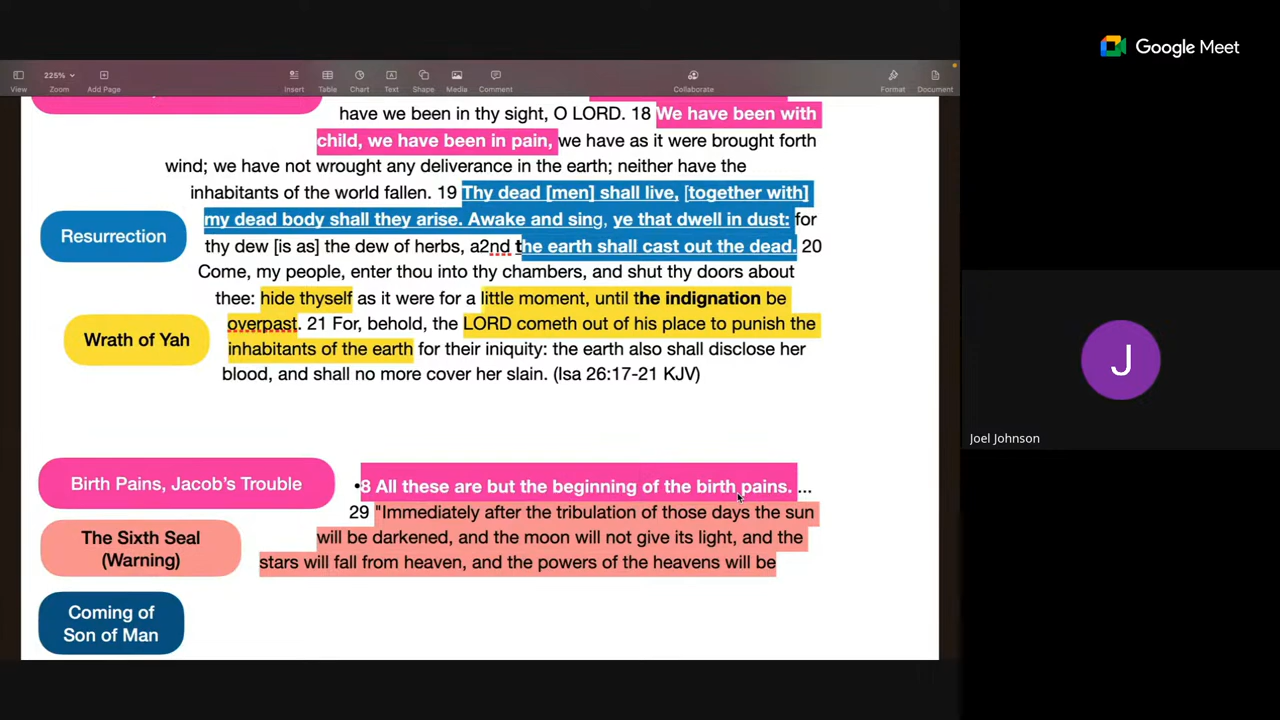 Google Meet
225%
View
Zoom
Add Page
Insert
Table
Chart
Text
Shape
Media
Comment
Collaborate
Format
Document
have we been in thy sight, O LORD. 18 We have been with
child, we have been in pain, we have as it were brought forth
wind; we have not wrought any deliverance in the earth; neither have the
inhabitants of the world fallen. 19 Thy dead [men] shall live, [together with]
Resurrection
my dead body shall they arise. Awake and sing, ye that dwell in dust: for
thy dew [is as] the dew of herbs, a2nd the earth shall cast out the dead. 20
Come, my people, enter thou into thy chambers, and shut thy doors about
thee: hide thyself as it were for a little moment, until the indignation be
Wrath of Yah
overpast. 21 For, behold, the LORD cometh out of his place to punish the
inhabitants of the earth for their iniquity: the earth also shall disclose her
blood, and shall no more cover her slain. (Isa 26:17-21 KJV)
Birth Pains, Jacob's Trouble
•8 All these are but the beginning of the birth pains. ...
The Sixth Seal
(Warning)
29 "Immediately after the tribulation of those days the sun
will be darkened, and the moon will not give its light, and the
stars will fall from heaven, and the powers of the heavens will be
Coming of
Son of Man
J
Joel Johnson